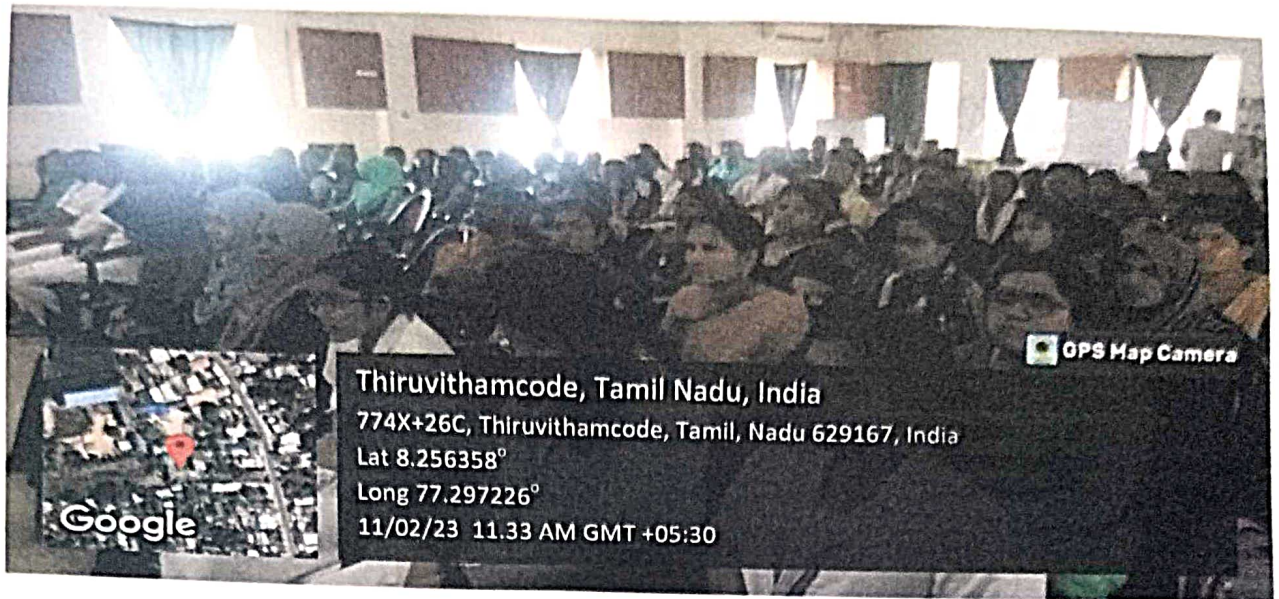 GPS Map Camera
Thiruvithamcode, Tamil Nadu, India
774X+26C, Thiruvithamcode, Tamil, Nadu 629167, India
Lat 8.256358°
Long 77.297226°
11/02/23 11.33 AM GMT +05:30
Google